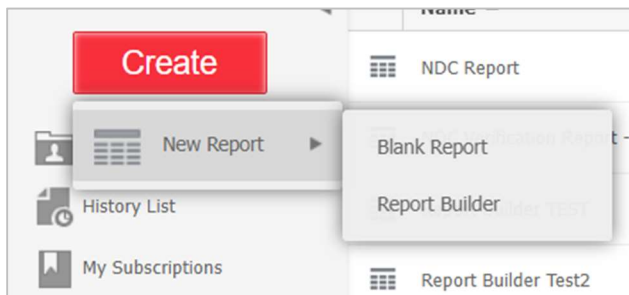 Name
Create
NDC Report
New Report
Blank Report
Report Builder
History List
My Subscriptions
Report Builder Test2